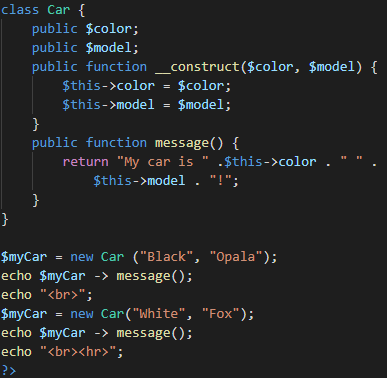 class Car {
    public $color;
    public $model;
    public function __construct($color, $model) {
        $this->color = $color;
        $this->model = $model;
    }
    public function message() {
        return "My car is " .$this->color . " " .
            $this->model . "!";
    }
}

$myCar = new Car ("Black", "Opala");
echo $myCar -> message();
echo "<br>";
$myCar = new Car("White", "Fox");
echo $myCar -> message();
echo "<br><hr>";
?>